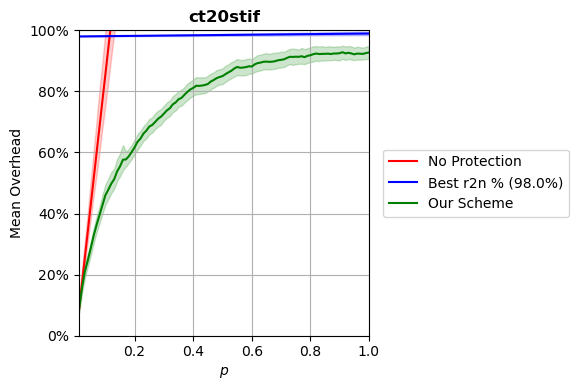 ct20stif
100%
80%
60%
40%
20%
0%
Mean Overhead
0.2
0.4
0.6
0.8
1.0
p
No Protection
Best r2n % (98.0%)
Our Scheme